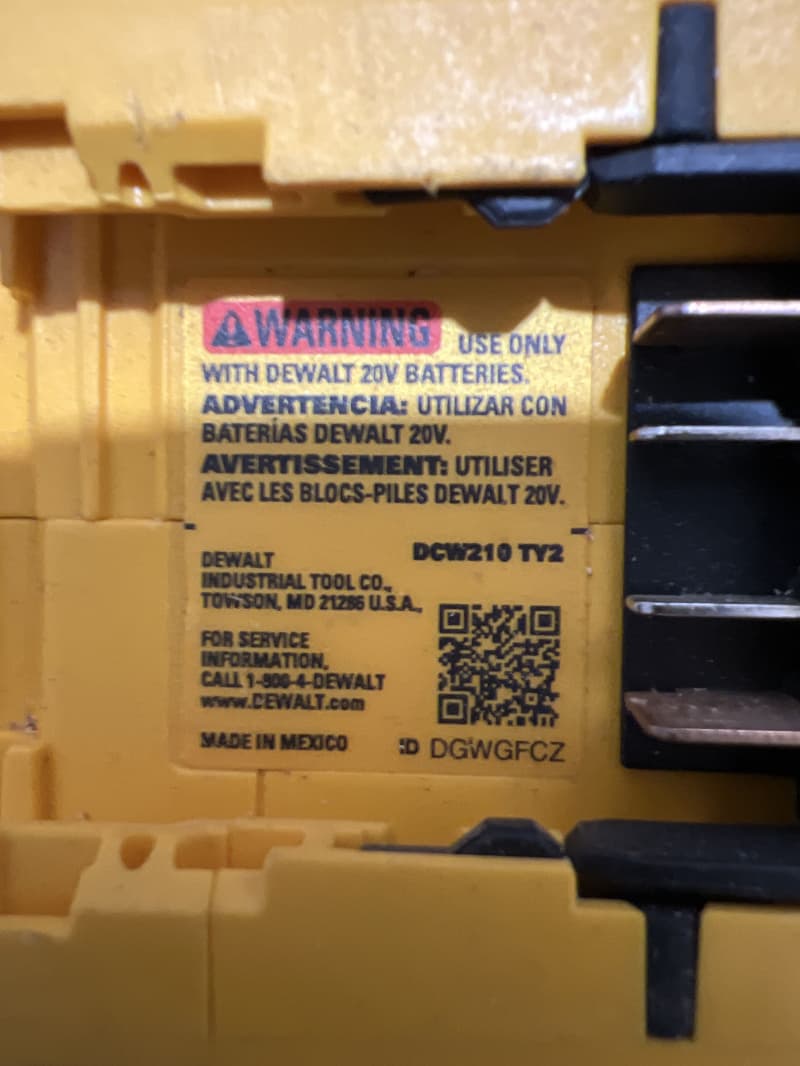 WARNING USE ONLY
WITH DEWALT 20V BATTERIES.
ADVERTENCIA: UTILIZAR CON
BATERÍAS DEWALT 20V.
AVERTISSEMENT: UTILISER
AVEC LES BLOCS-PILES DEWALT 20V.
DCW210 TY2
DEWALT
INDUSTRIAL TOOL CO.,
TOWSON, MD 21286 U.S.A.,
FOR SERVICE
INFORMATION,
CALL 1-800-4-DEWALT
www.DEWALT.com
MADE IN MEXICO
ID DGWGFCZ